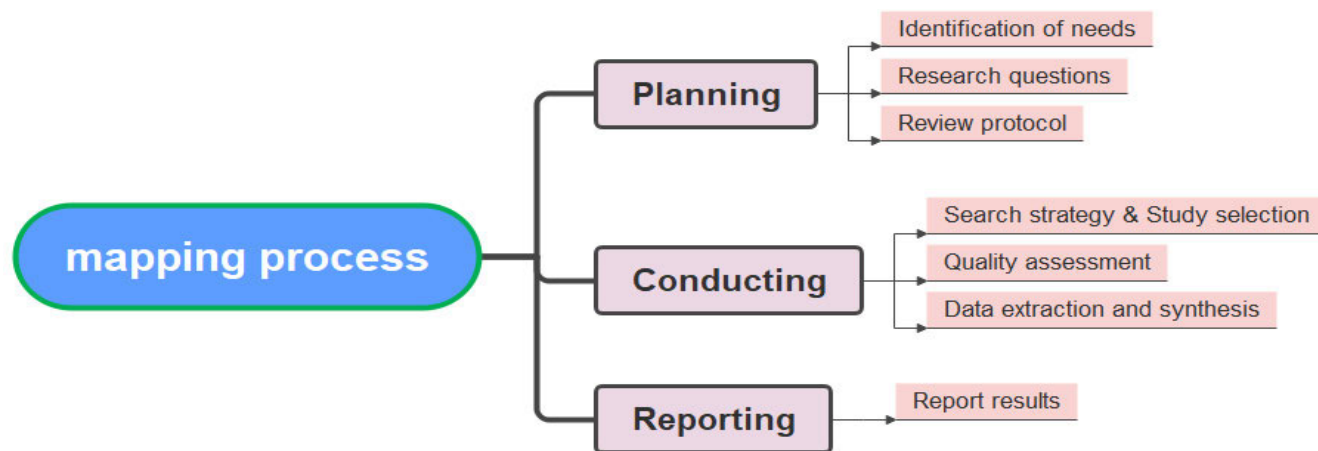 mapping process
Planning
Identification of needs
Research questions
Review protocol
Conducting
Search strategy & Study selection
Quality assessment
Data extraction and synthesis
Reporting
Report results